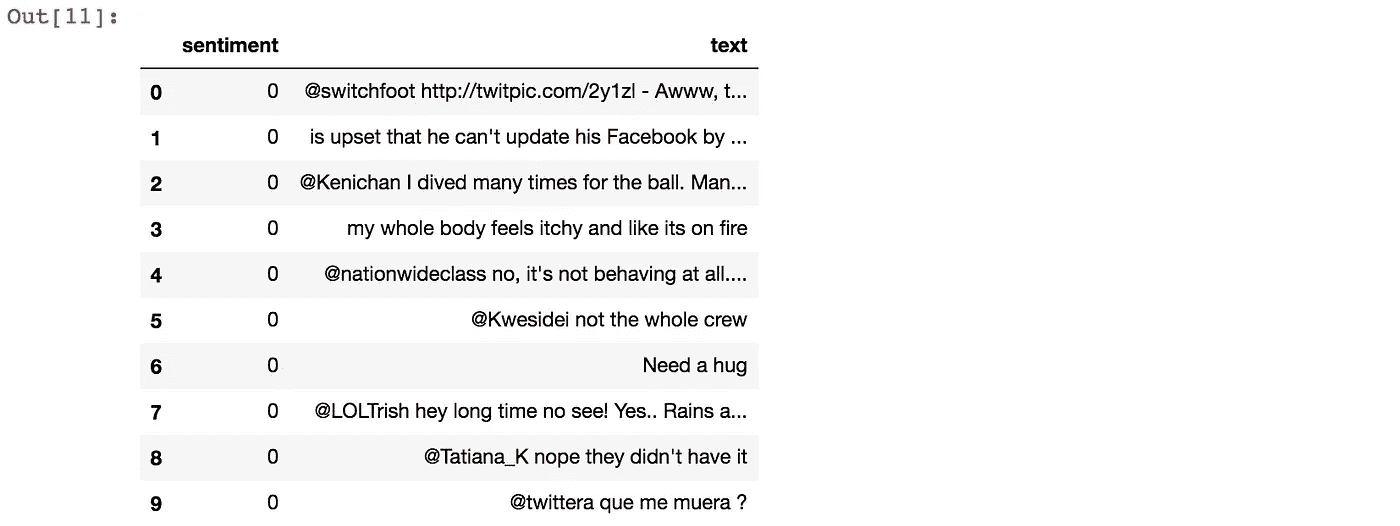 Out[11]:
sentiment text
0 0 @switchfoot http://twitpic.com/2y1zl - Awww, t...
1 0 is upset that he can't update his Facebook by ...
2 0 @Kenichan I dived many times for the ball. Man...
3 0 my whole body feels itchy and like its on fire
4 0 @nationwideclass no, it's not behaving at all....
5 0 @Kwesidei not the whole crew
6 0 Need a hug
7 0 @LOLTrish hey long time no see! Yes.. Rains a...
8 0 @Tatiana_K nope they didn't have it
9 0 @twittera que me muera ?